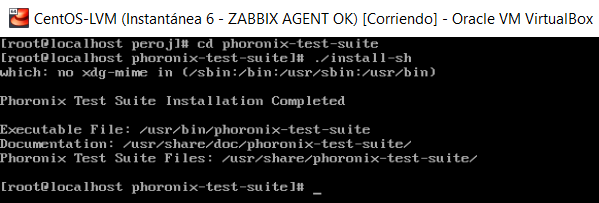 CentOS-LVM (Instantánea 6 - ZABBIX AGENT OK) [Corriendo] - Oracle VM VirtualBox
[root@localhost peroj]# cd phoronix-test-suite
[root@localhost phoronix-test-suite]# ./install-sh
which: no xdg-mime in (/sbin:/bin:/usr/sbin:/usr/bin)
Phoronix Test Suite Installation Completed
Executable File: /usr/bin/phoronix-test-suite
Documentation: /usr/share/doc/phoronix-test-suite/
Phoronix Test Suite Files: /usr/share/phoronix-test-suite/
[root@localhost phoronix-test-suite]# _